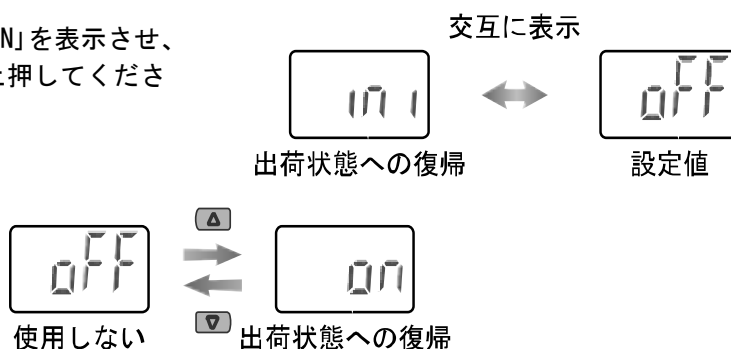 N」を表示させ、
上押してくださ
交互に表示
ini
oFF
出荷状態への復帰
設定値
oFF
on
使用しない
出荷状態への復帰